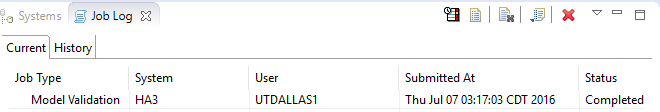 Systems Job Log
Current History
Job Type System User Submitted At Status
Model Validation HA3 UTDALLAS1 Thu Jul 07 03:17:03 CDT 2016 Completed